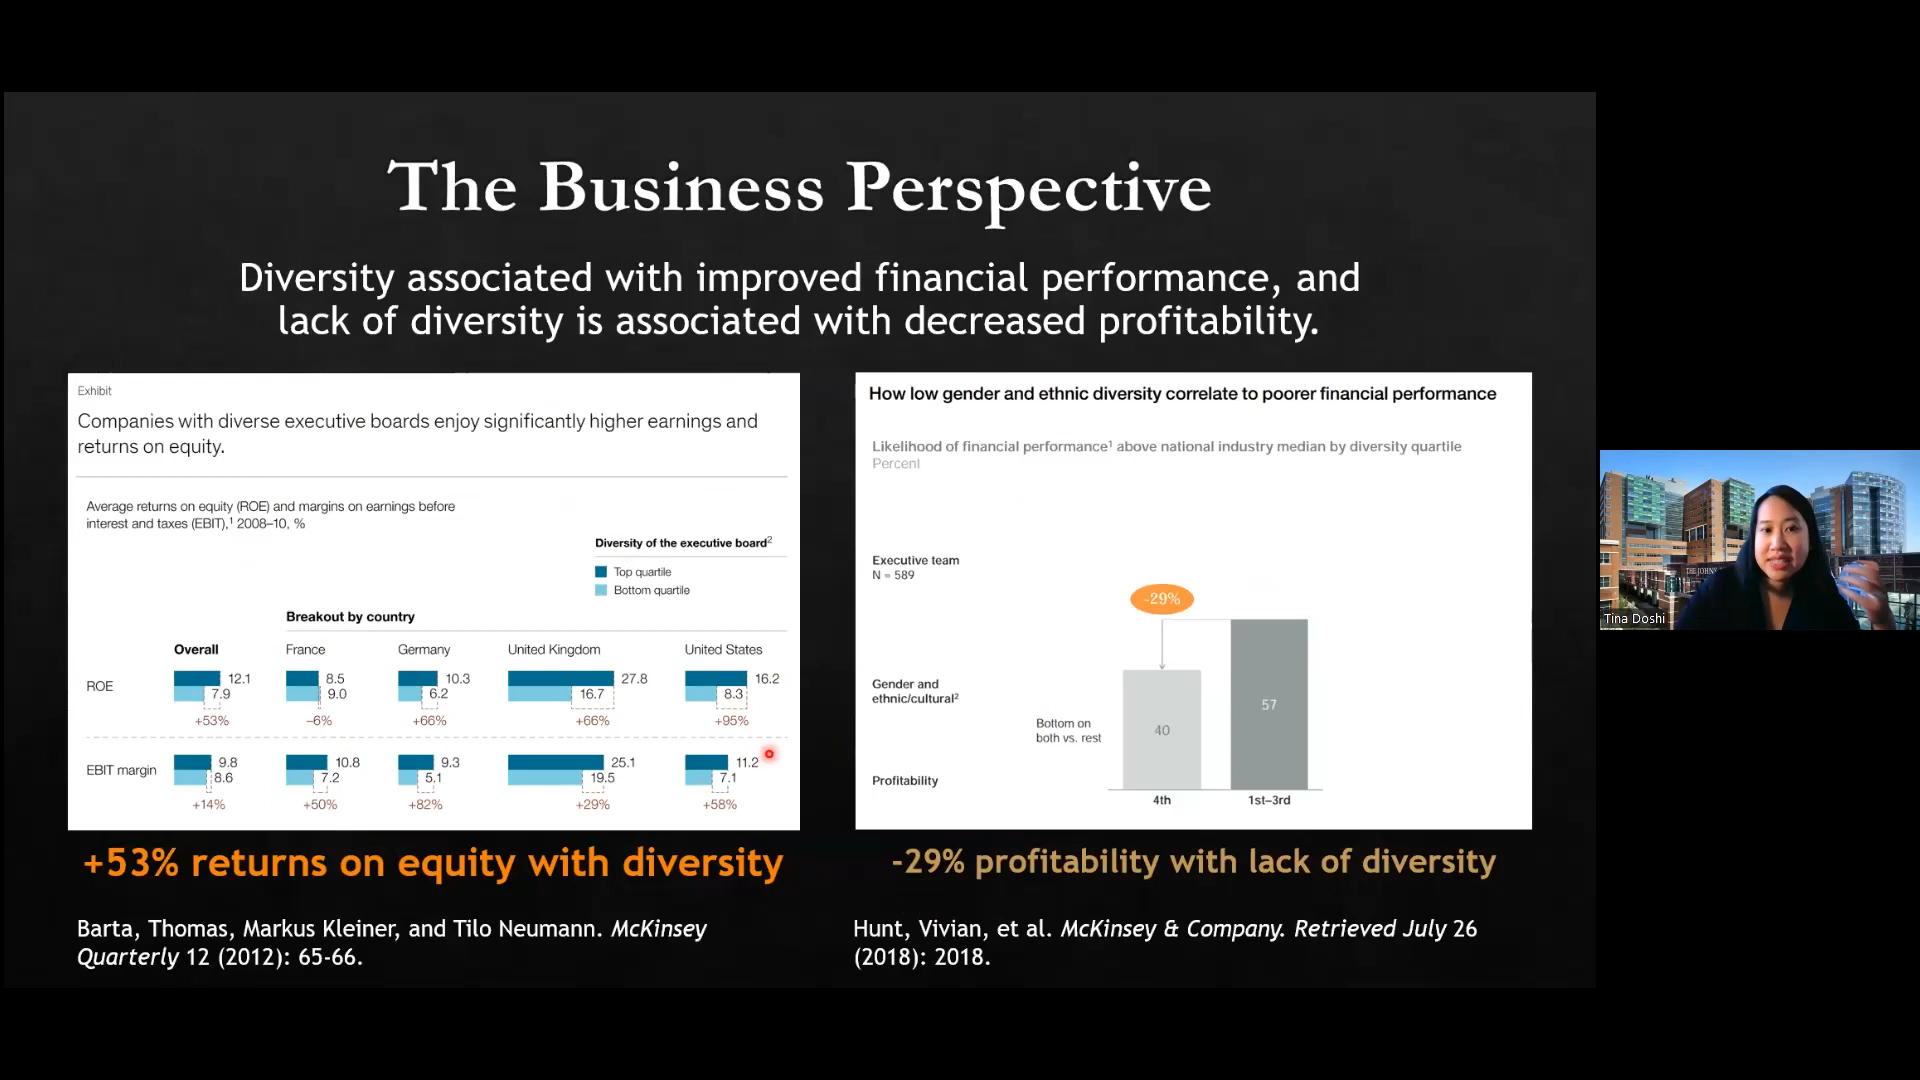 The Business Perspective
Diversity associated with improved financial performance, and
lack of diversity is associated with decreased profitability.
Exhibit
Companies with diverse executive boards enjoy significantly higher earnings and
returns on equity.
Average returns on equity (ROE) and margins on earnings before
interest and taxes (EBIT),¹ 2008–10, %
Diversity of the executive board²
Top quartile
Bottom quartile
Breakout by country
Overall France Germany United Kingdom United States
ROE
12.1 8.5 10.3 27.8 16.2
7.9 9.0 6.2 16.7 8.3
+53% –6% +66% +66% +95%
EBIT margin
9.8 10.8 9.3 25.1 11.2
8.6 7.2 5.1 19.5 7.1
+14% +50% +82% +29% +58%
+53% returns on equity with diversity
Barta, Thomas, Markus Kleiner, and Tilo Neumann. McKinsey
Quarterly 12 (2012): 65-66.
How low gender and ethnic diversity correlate to poorer financial performance
Likelihood of financial performance¹ above national industry median by diversity quartile
Percent
Executive team
N = 589
-29%
Gender and
ethnic/cultural²
57
Bottom on
both vs. rest
40
Profitability
4th 1st–3rd
-29% profitability with lack of diversity
Hunt, Vivian, et al. McKinsey & Company. Retrieved July 26
(2018): 2018.
THE JOHNS
Tina Doshi